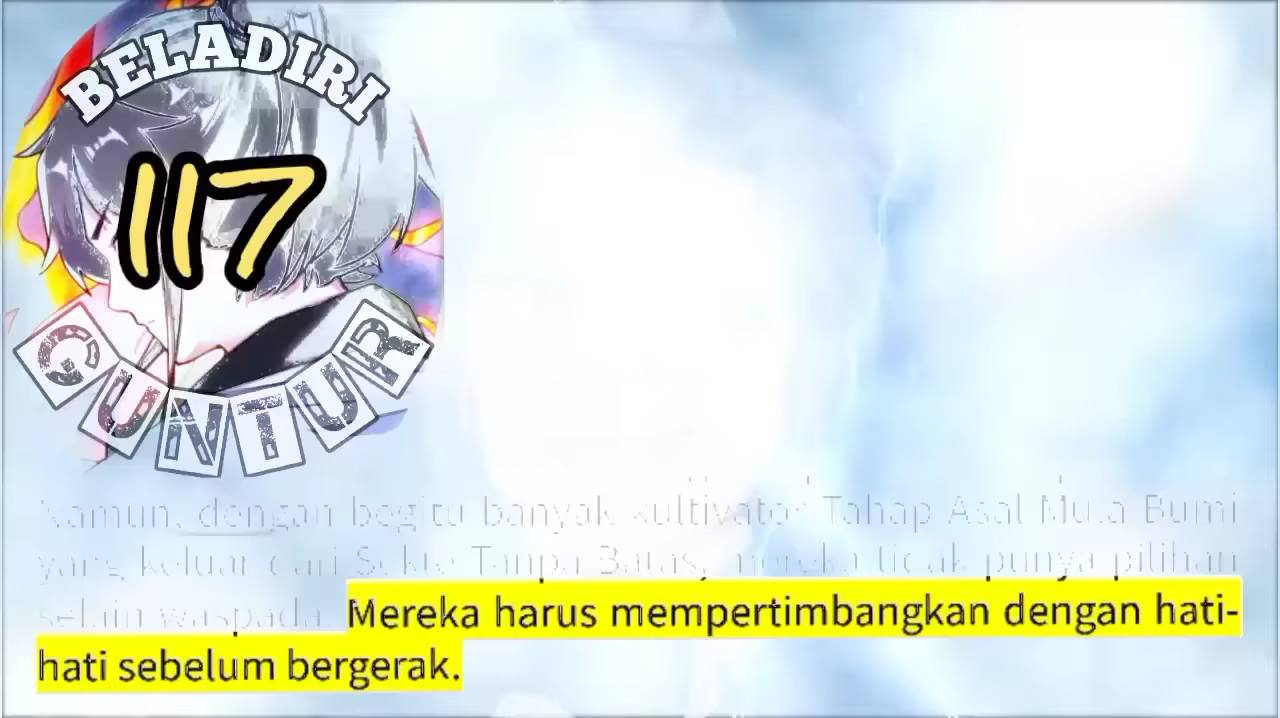 BELADIRI
117
GUNTUR
Namun, dengan begitu banyak kultivator Tahap Asal Mula Bumi
yang keluar dari Sekte Tanpa Batas, mereka tidak punya pilihan
selain waspada. Mereka harus mempertimbangkan dengan hati-
hati sebelum bergerak.